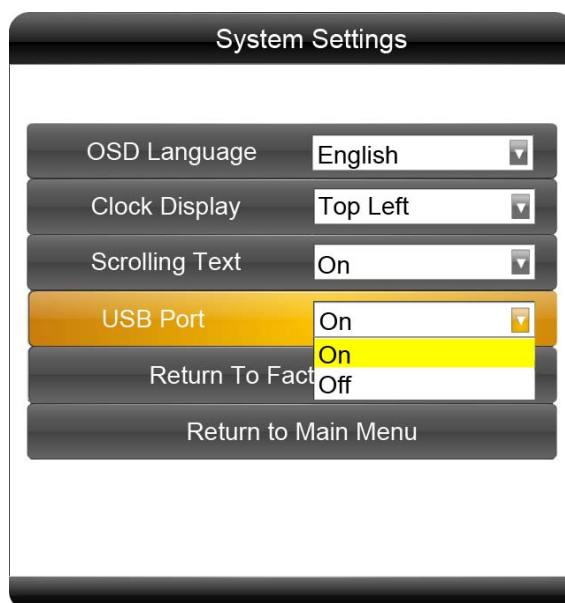 System Settings
OSD Language English
Clock Display Top Left
Scrolling Text On
USB Port On
On
Return To
Off
Return to Main Menu